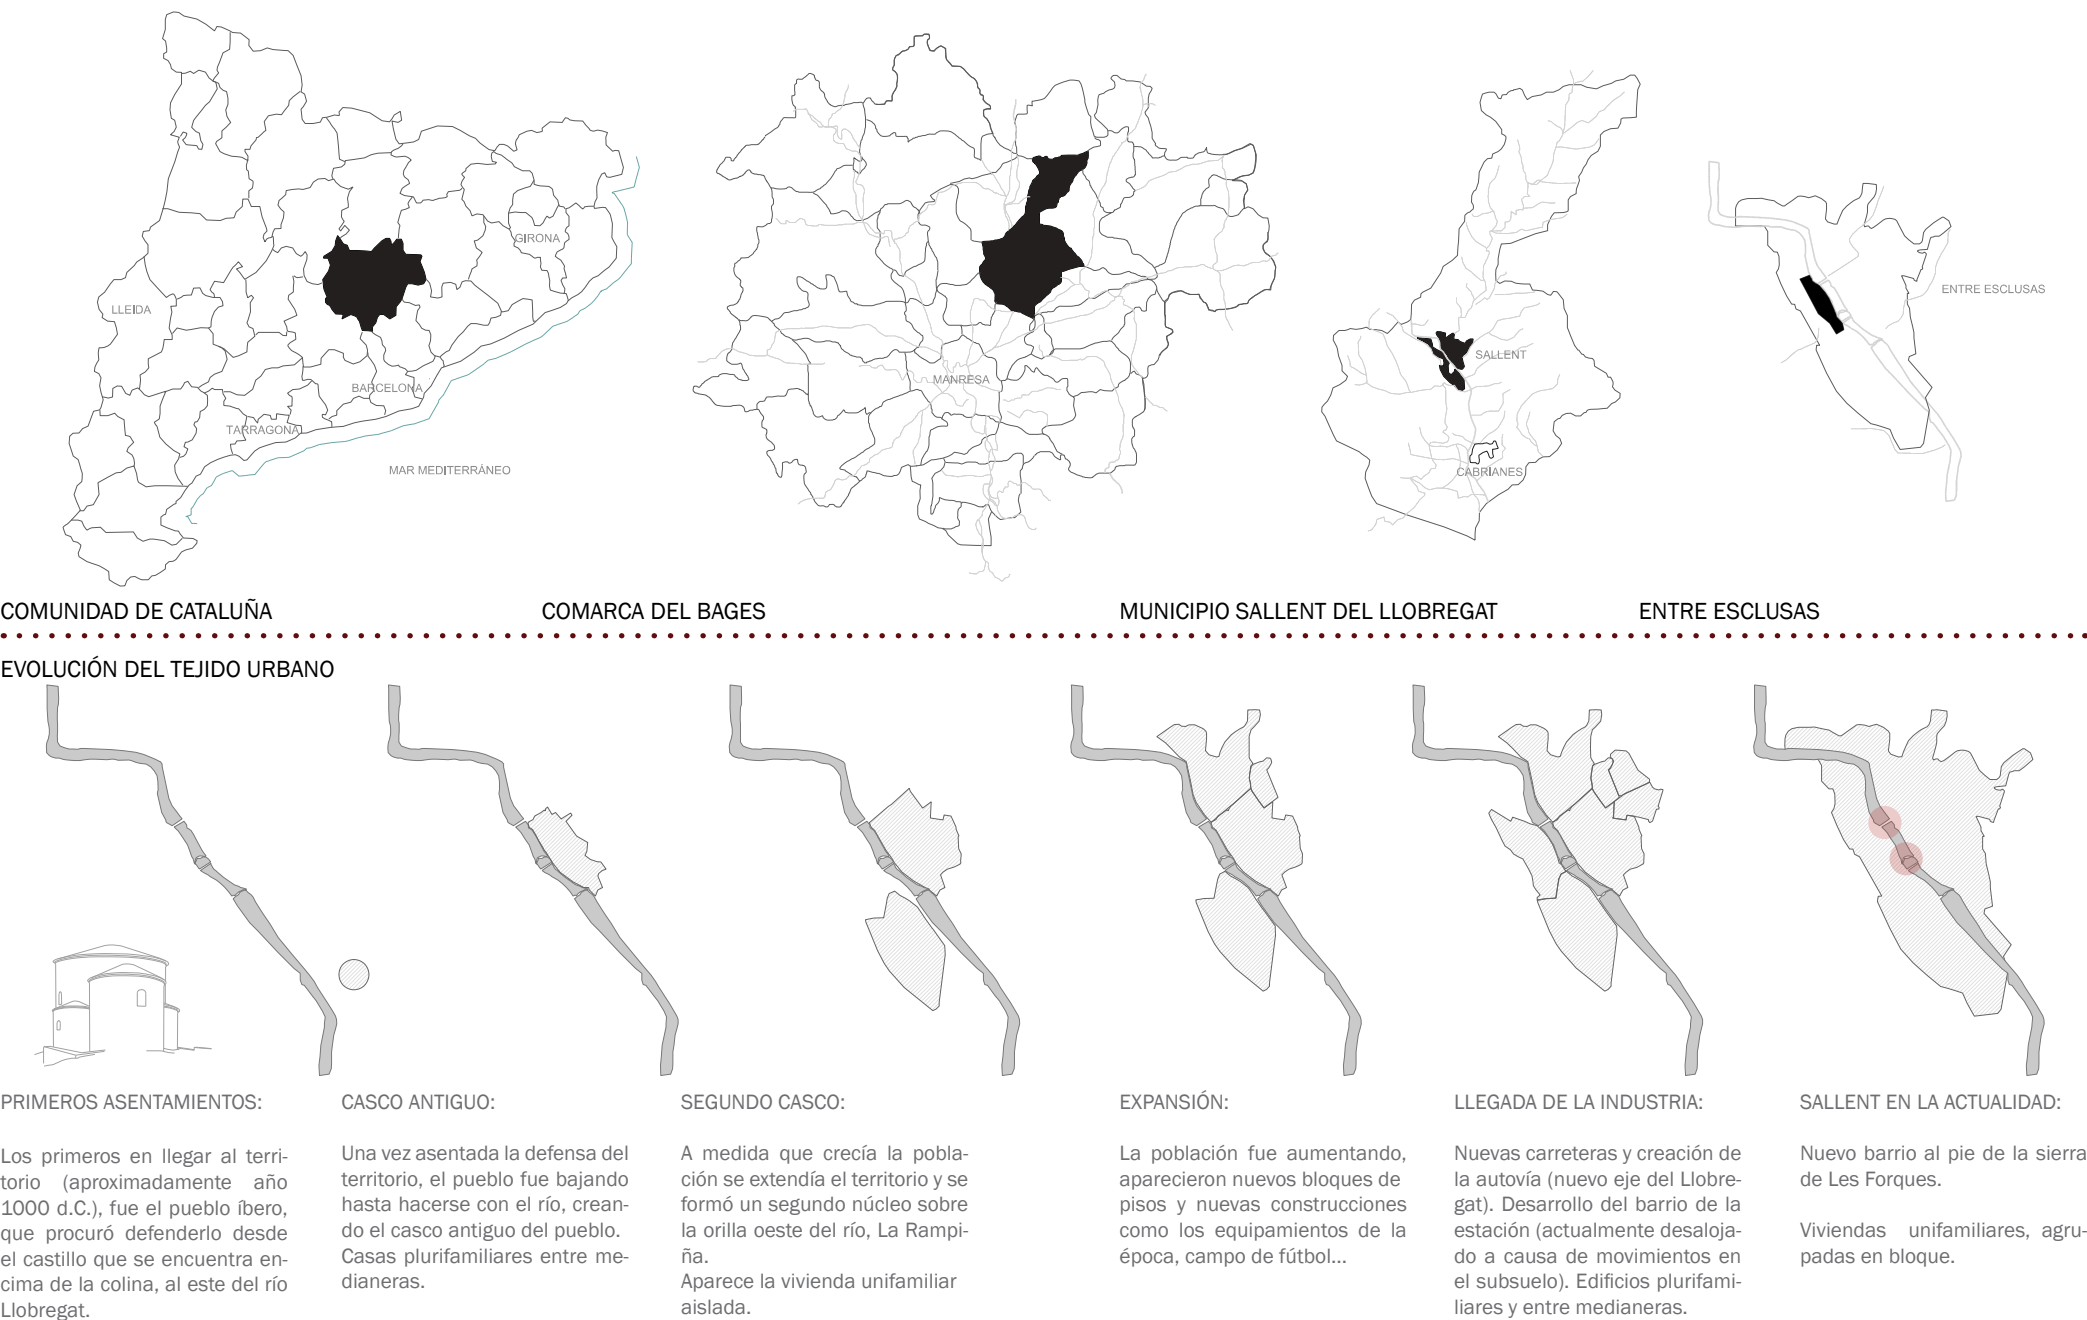 GIRONA
LLEIDA
BARCELONA
TARRAGONA
MAR MEDITERRÁNEO
MANRESA
SALLENT
CABRIANES
ENTRE ESCLUSAS
COMUNIDAD DE CATALUÑA
COMARCA DEL BAGES
MUNICIPIO SALLENT DEL LLOBREGAT
ENTRE ESCLUSAS
EVOLUCIÓN DEL TEJIDO URBANO
PRIMEROS ASENTAMIENTOS:
Los primeros en llegar al terri-
torio (aproximadamente año
1000 d.C.), fue el pueblo íbero,
que procuró defenderlo desde
el castillo que se encuentra en-
cima de la colina, al este del río
Llobregat.
CASCO ANTIGUO:
Una vez asentada la defensa del
territorio, el pueblo fue bajando
hasta hacerse con el río, crean-
do el casco antiguo del pueblo.
Casas plurifamiliares entre me-
dianeras.
SEGUNDO CASCO:
A medida que crecía la pobla-
ción se extendía el territorio y se
formó un segundo núcleo sobre
la orilla oeste del río, La Rampi-
ña.
Aparece la vivienda unifamiliar
aislada.
EXPANSIÓN:
La población fue aumentando,
aparecieron nuevos bloques de
pisos y nuevas construcciones
como los equipamientos de la
época, campo de fútbol...
LLEGADA DE LA INDUSTRIA:
Nuevas carreteras y creación de
la autovía (nuevo eje del Llobre-
gat). Desarrollo del barrio de la
estación (actualmente desaloja-
do a causa de movimientos en
el subsuelo). Edificios plurifami-
liares y entre medianeras.
SALLENT EN LA ACTUALIDAD:
Nuevo barrio al pie de la sierra
de Les Forques.
Viviendas unifamiliares, agru-
padas en bloque.